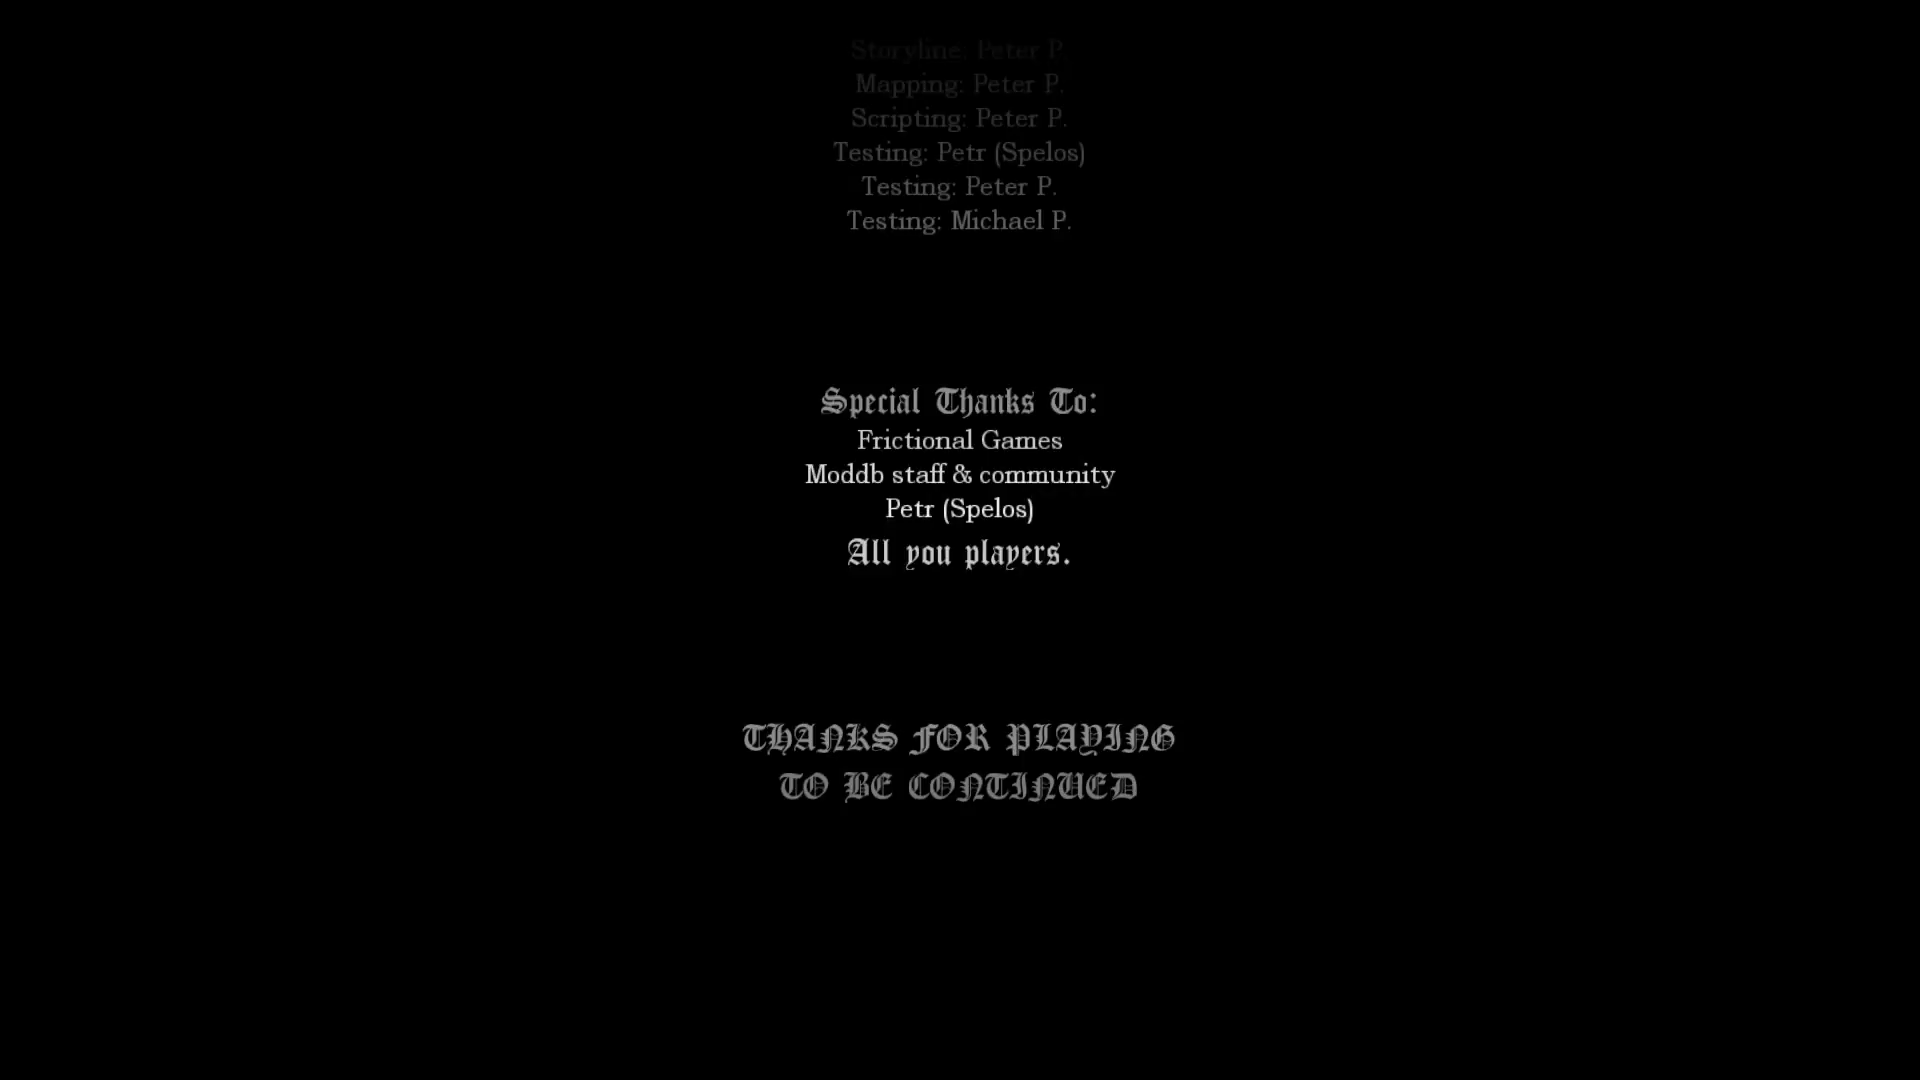 Storyline: Peter P.
Mapping: Peter P.
Scripting: Peter P.
Testing: Petr (Spelos)
Testing: Peter P.
Testing: Michael P.
Special Thanks To:
Frictional Games
Moddb staff & community
Petr (Spelos)
All you players.
THANKS FOR PLAYING
TO BE CONTINUED